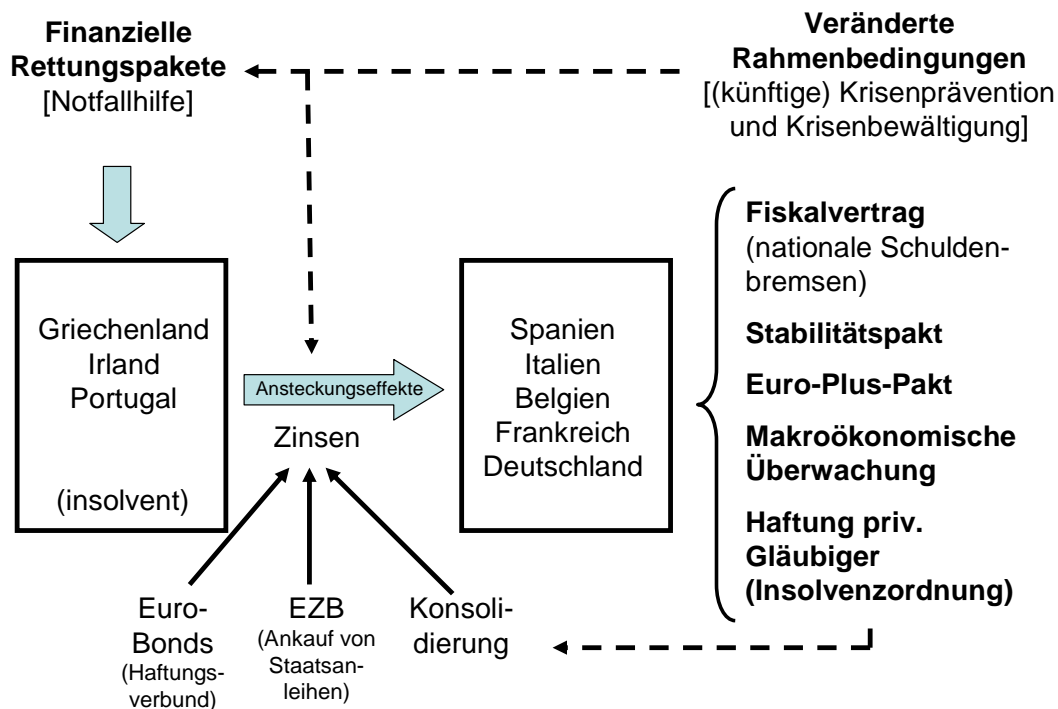 Finanzielle
Rettungspakete
[Notfallhilfe]
Veränderte
Rahmenbedingungen
[(künftige) Krisenprävention
und Krisenbewältigung]
Griechenland
Irland
Portugal
(insolvent)
Ansteckungseffekte
Zinsen
Spanien
Italien
Belgien
Frankreich
Deutschland
Fiskalvertrag
(nationale Schulden-
bremsen)
Stabilitätspakt
Euro-Plus-Pakt
Makroökonomische
Überwachung
Haftung priv.
Gläubiger
(Insolvenzordnung)
Euro-
Bonds
(Haftungs-
verbund)
EZB
(Ankauf von
Staatsan-
leihen)
Konsoli-
dierung